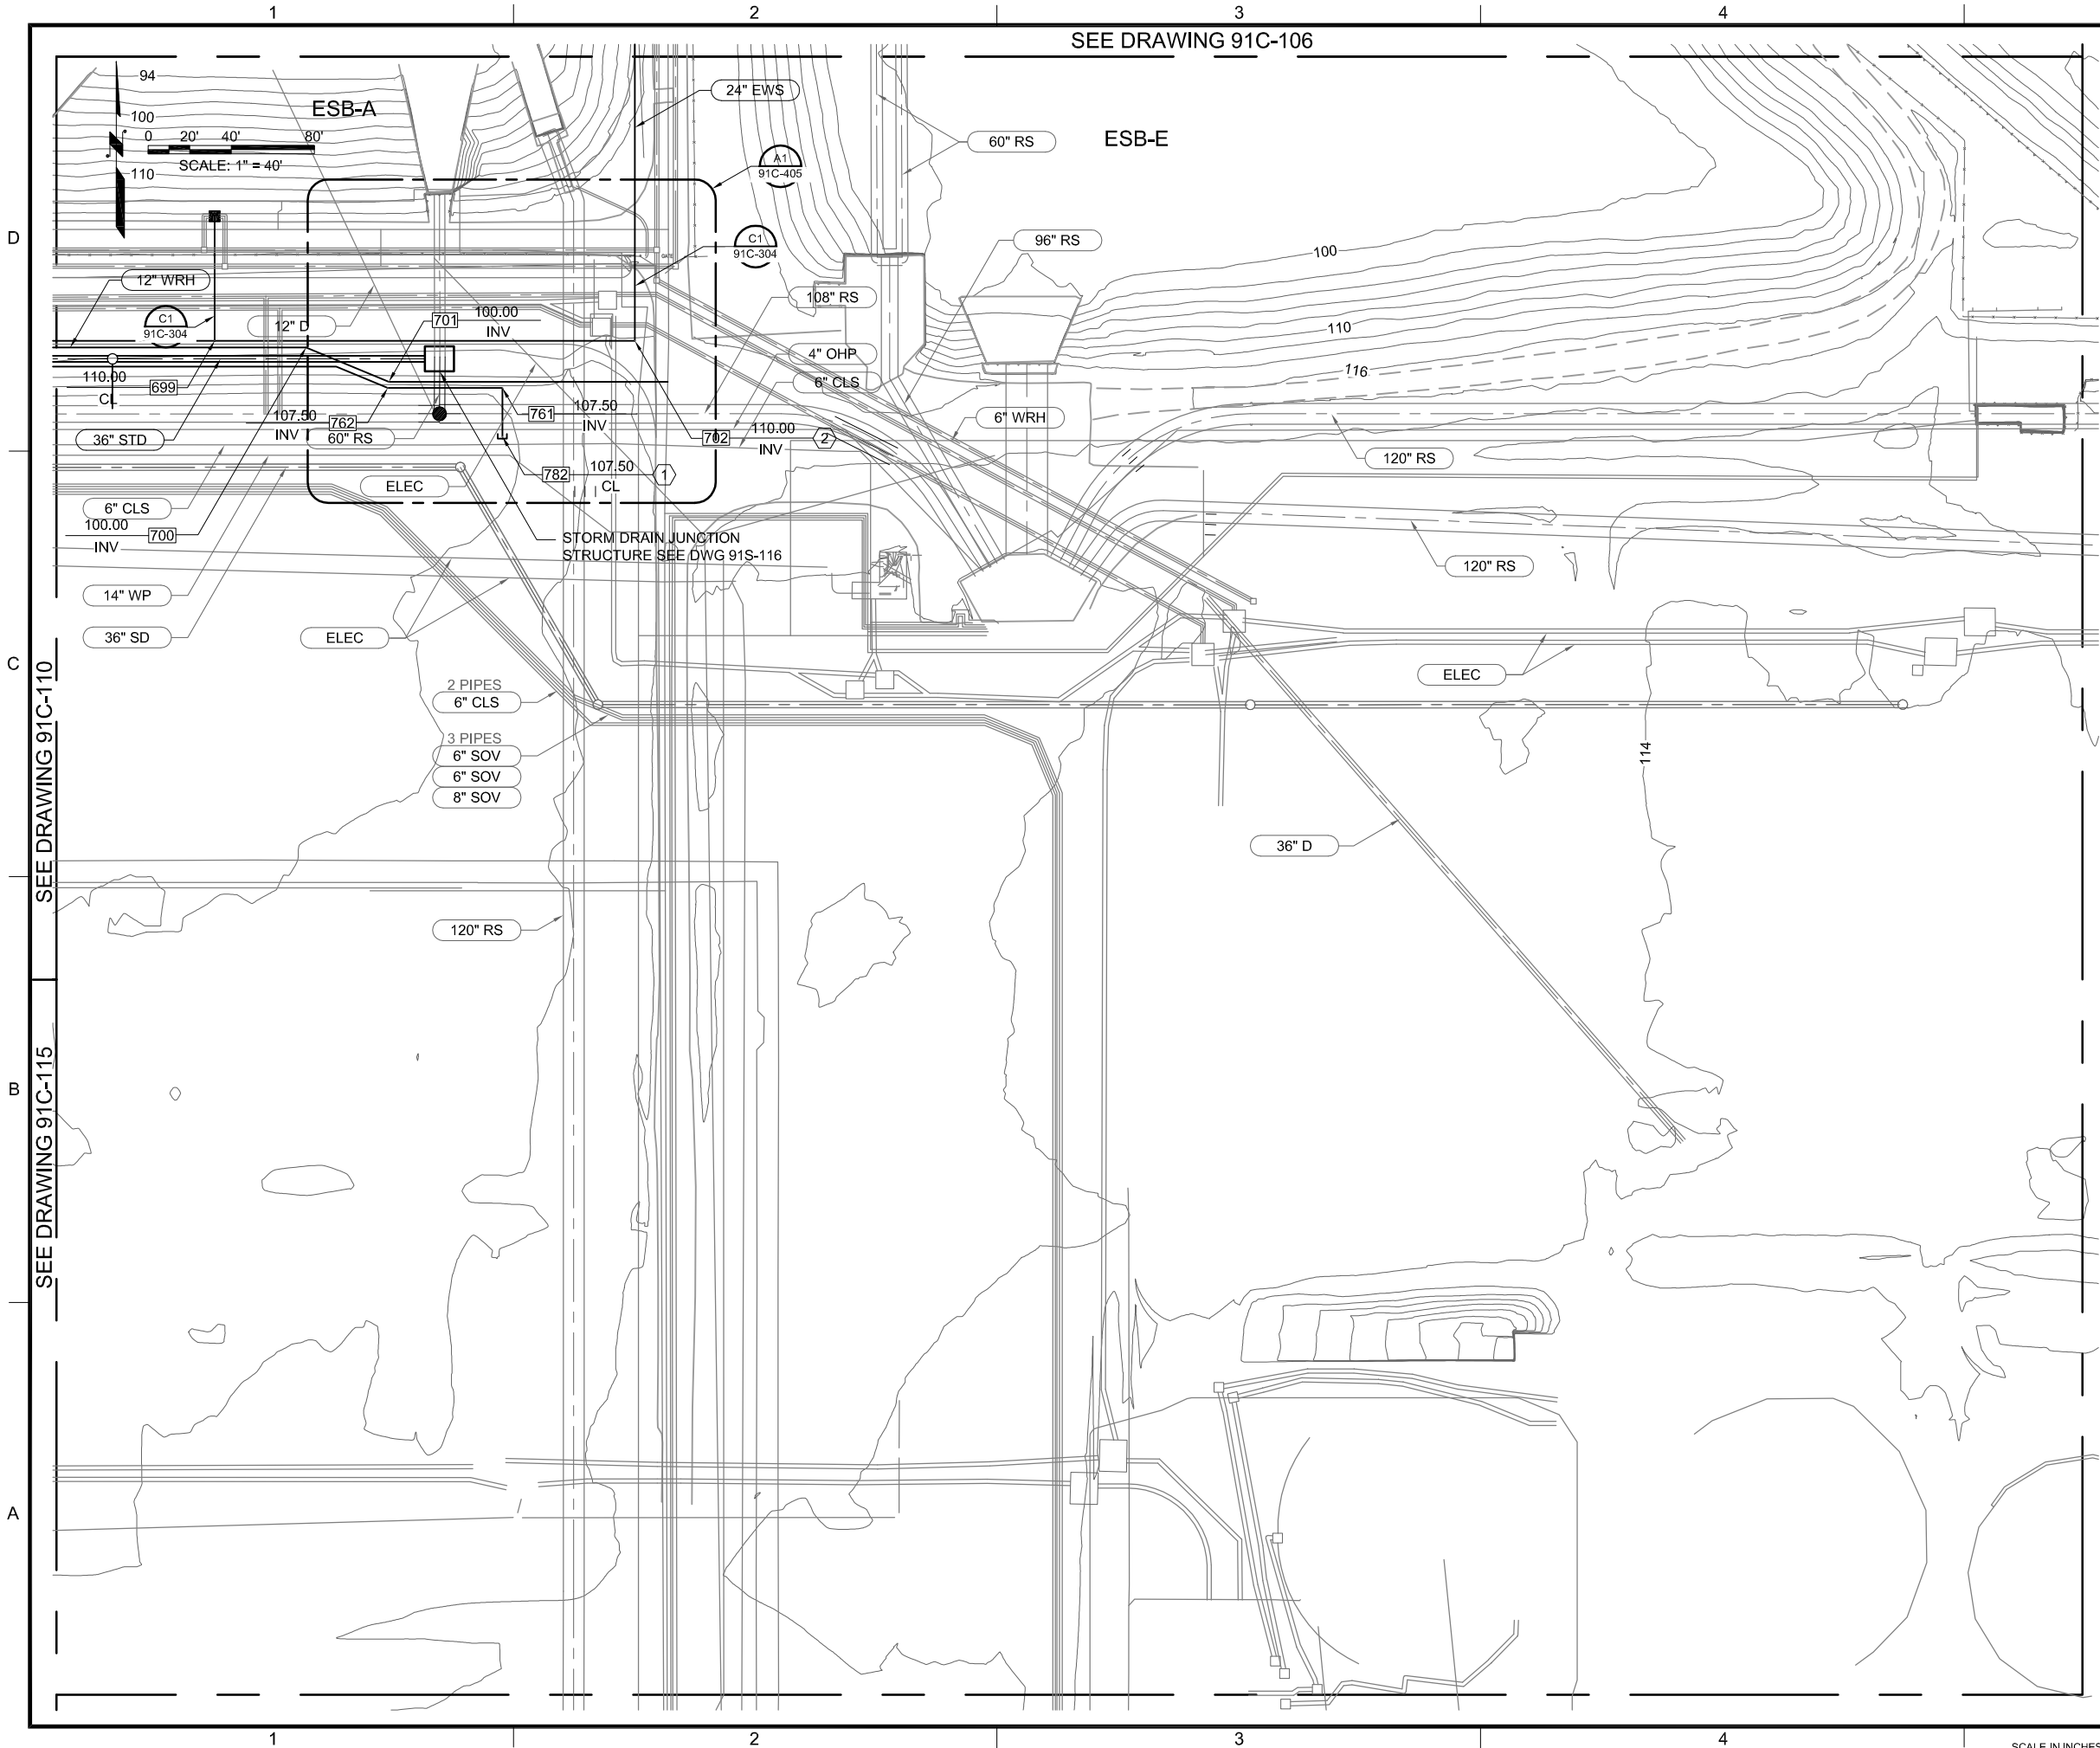 1 2 3 4
SEE DRAWING 91C-106
94
ESB-A
24" EWS
100
0 20' 40' 80'
SCALE: 1" = 40'
60" RS
ESB-E
A1
91C-405
110
D
C1
91C-304
96" RS
100
GATE
12" WRH
108" RS
C1
91C-304
12" D
701
100.00
INV
110
4" OHP
116
110.00
CL
699
6" CLS
107.50
INV
762
761
107.50
INV
6" WRH
36" STD
60" RS
702
110.00
INV
2
120" RS
782
107.50
CL
1
ELEC
6" CLS
100.00
INV
700
STORM DRAIN JUNCTION
STRUCTURE SEE DWG 91S-116
120" RS
14" WP
36" SD
ELEC
C
ELEC
SEE DRAWING 91C-110
2 PIPES
6" CLS
3 PIPES
6" SOV
6" SOV
8" SOV
114
36" D
120" RS
B
SEE DRAWING 91C-115
A
1 2 3 4
SCALE IN INCHES